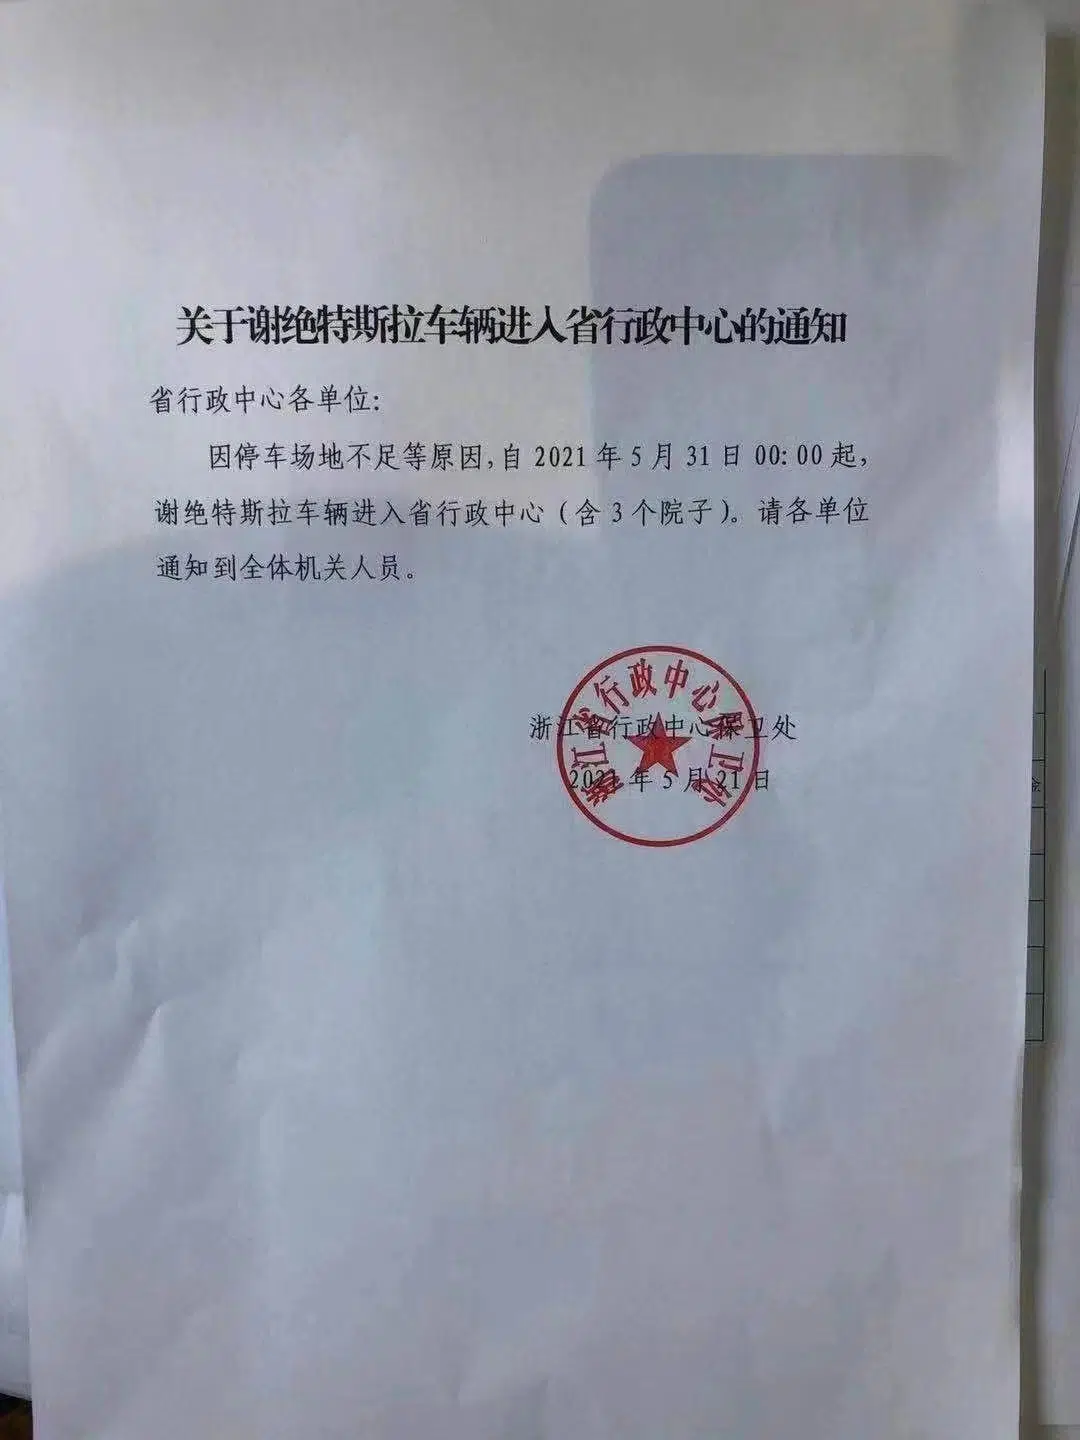 关于谢绝特斯拉车辆进入省行政中心的通知
省行政中心各单位：
因停车场地不足等原因，自 2021 年 5 月 31 日 00：00 起，
谢绝特斯拉车辆进入省行政中心（含 3 个院子）。请各单位
通知到全体机关人员。
浙江省行政中心保卫处
2021 年 5 月 21 日
浙江省行政中心保卫处
金